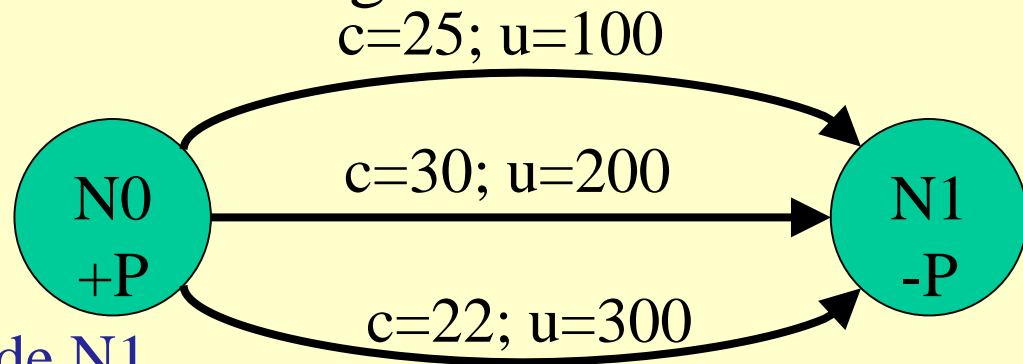 c=25; u=100
c=30; u=200
N0
+P
N1
-P
c=22; u=300
de N1